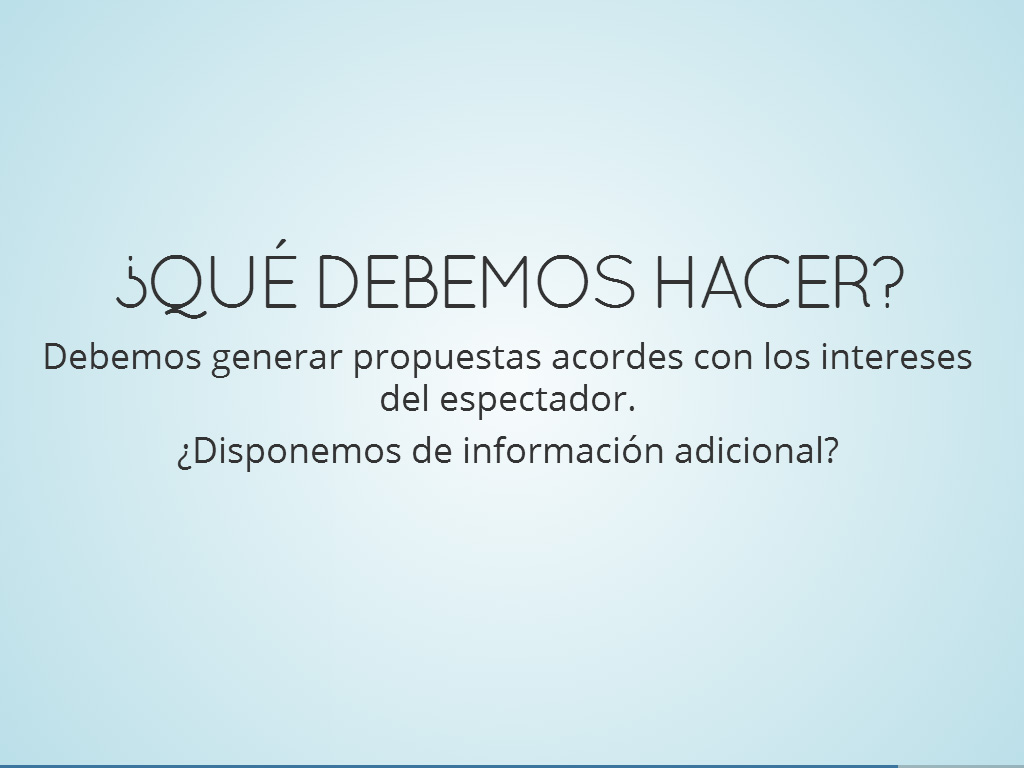 ¿QUÉ DEBEMOS HACER?
Debemos generar propuestas acordes con los intereses
del espectador.
¿Disponemos de información adicional?